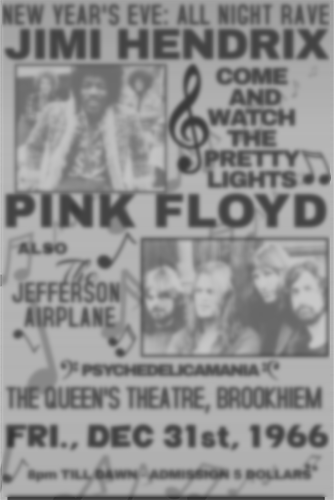 NEW YEAR'S EVE: ALL NIGHT RAVE
JIMI HENDRIX
COME
AND
WATCH
THE
PRETTY
LIGHTS
PINK FLOYD
ALSO
The
JEFFERSON
AIRPLANE
PSYCHEDELICAMANIA
THE QUEEN'S THEATRE, BROOKHIEM
FRI., DEC 31st, 1966
8pm TILL DAWN ADMISSION 5 DOLLARS